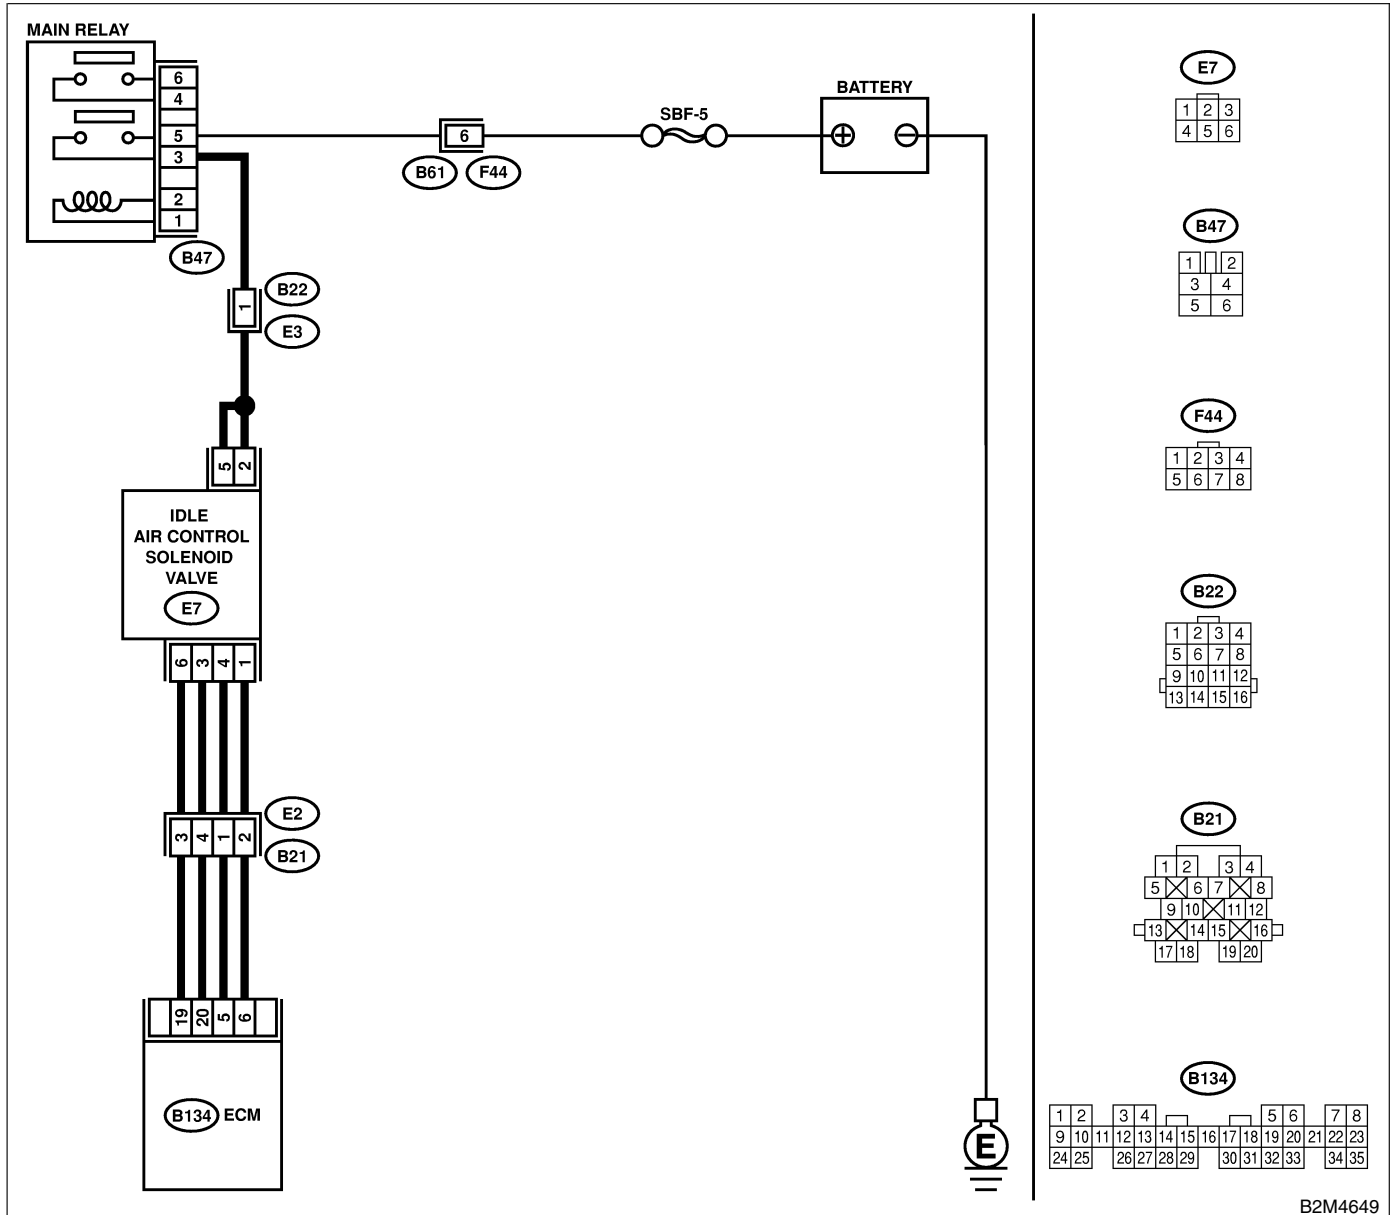 MAIN RELAY
6
4
5
3
2
1
B47
6
B61 F44
SBF-5
BATTERY
+ −
B22
1
E3
5 2
IDLE
AIR CONTROL
SOLENOID
VALVE
E7
6 3 4 1
E2
3 4 1 2
B21
19 20 5 6
B134 ECM
E
E7
1 2 3
4 5 6
B47
1 2
3 4
5 6
F44
1 2 3 4
5 6 7 8
B22
1 2 3 4
5 6 7 8
9 10 11 12
13 14 15 16
B21
1 2 3 4
5 6 7 8
9 10 11 12
13 14 15 16
17 18 19 20
B134
1 2 3 4 5 6 7 8
9 10 11 12 13 14 15 16 17 18 19 20 21 22 23
24 25 26 27 28 29 30 31 32 33 34 35
B2M4649